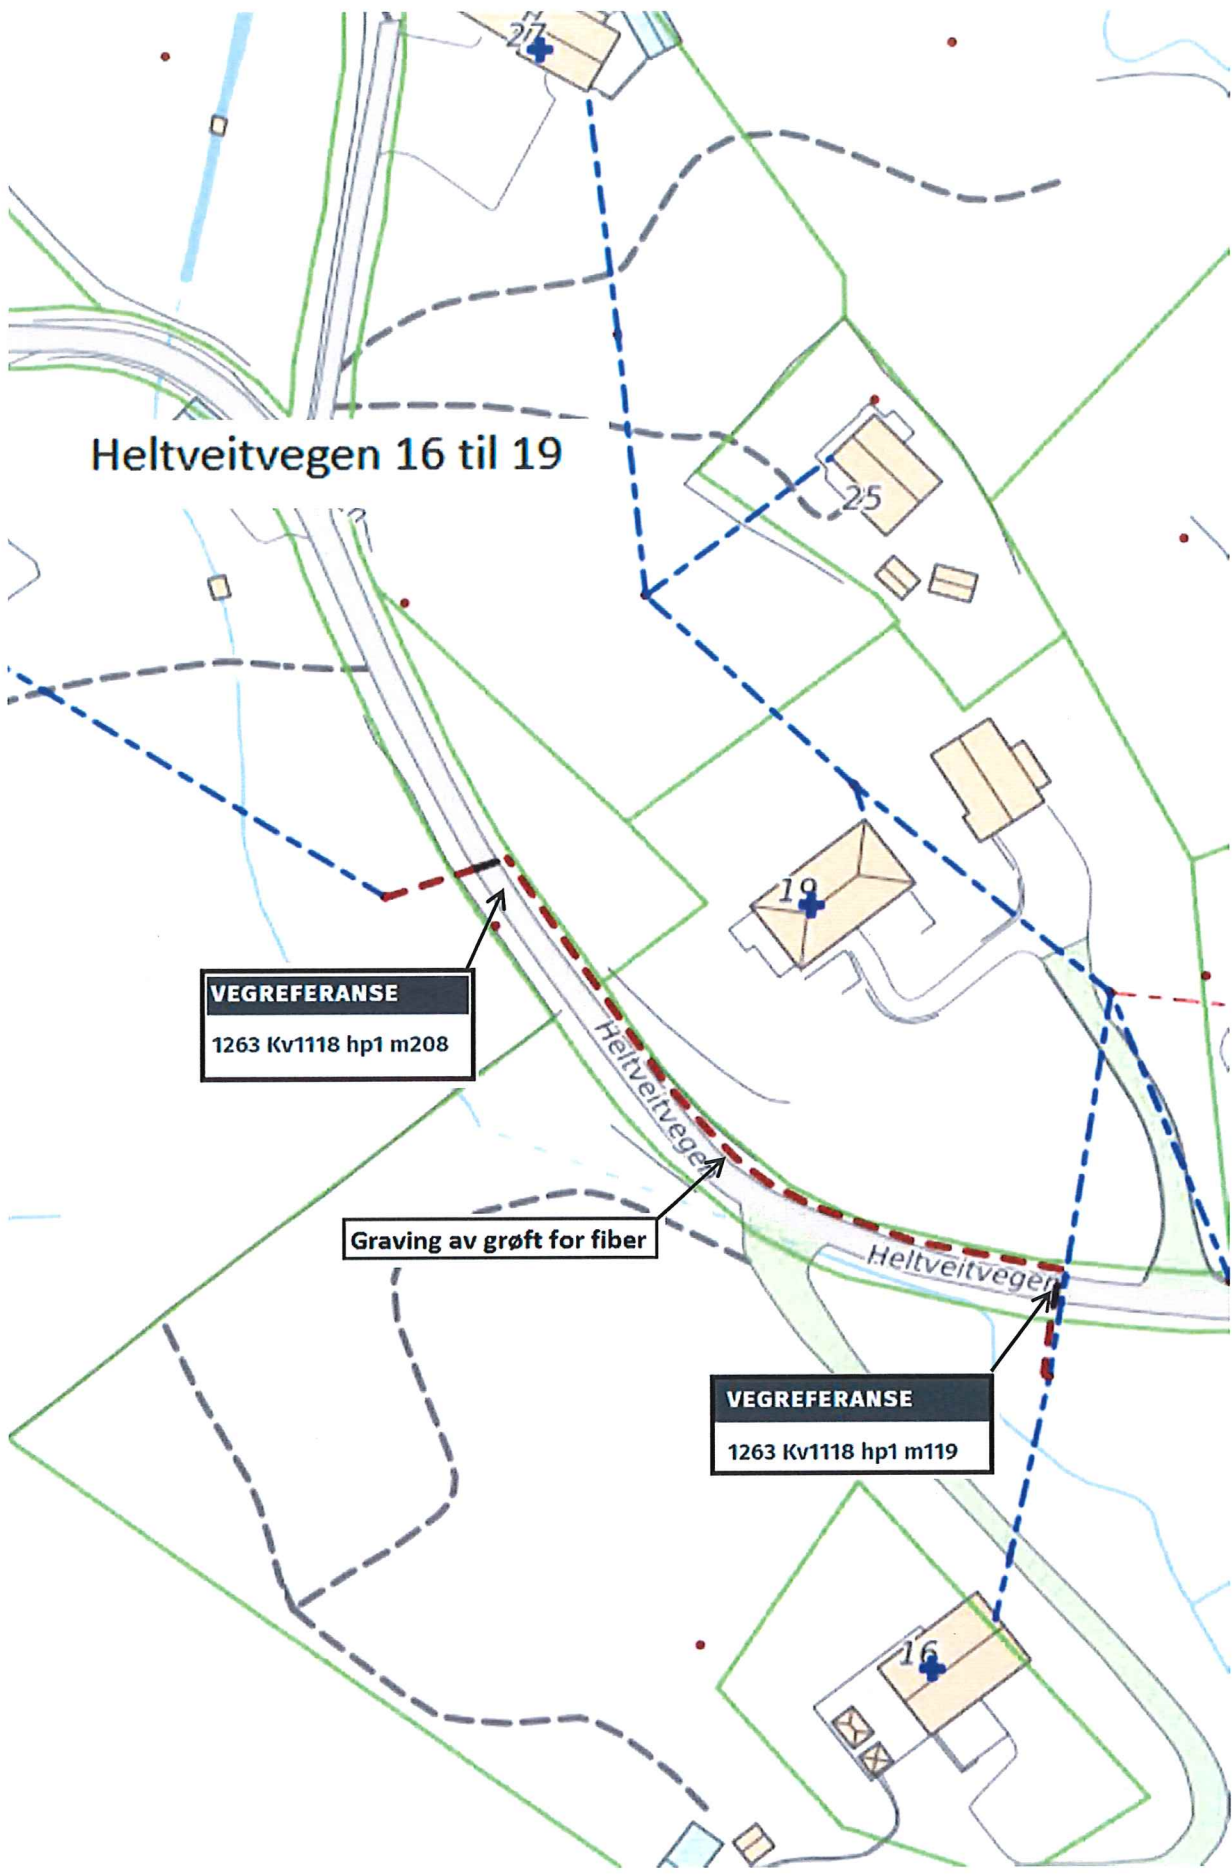 27
Heltveitvegen 16 til 19
25
19
VEGREFERANSE
1263 Kv1118 hp1 m208
Heltveitvegen
Graving av grøft for fiber
Heltveitvegen
VEGREFERANSE
1263 Kv1118 hp1 m119
16